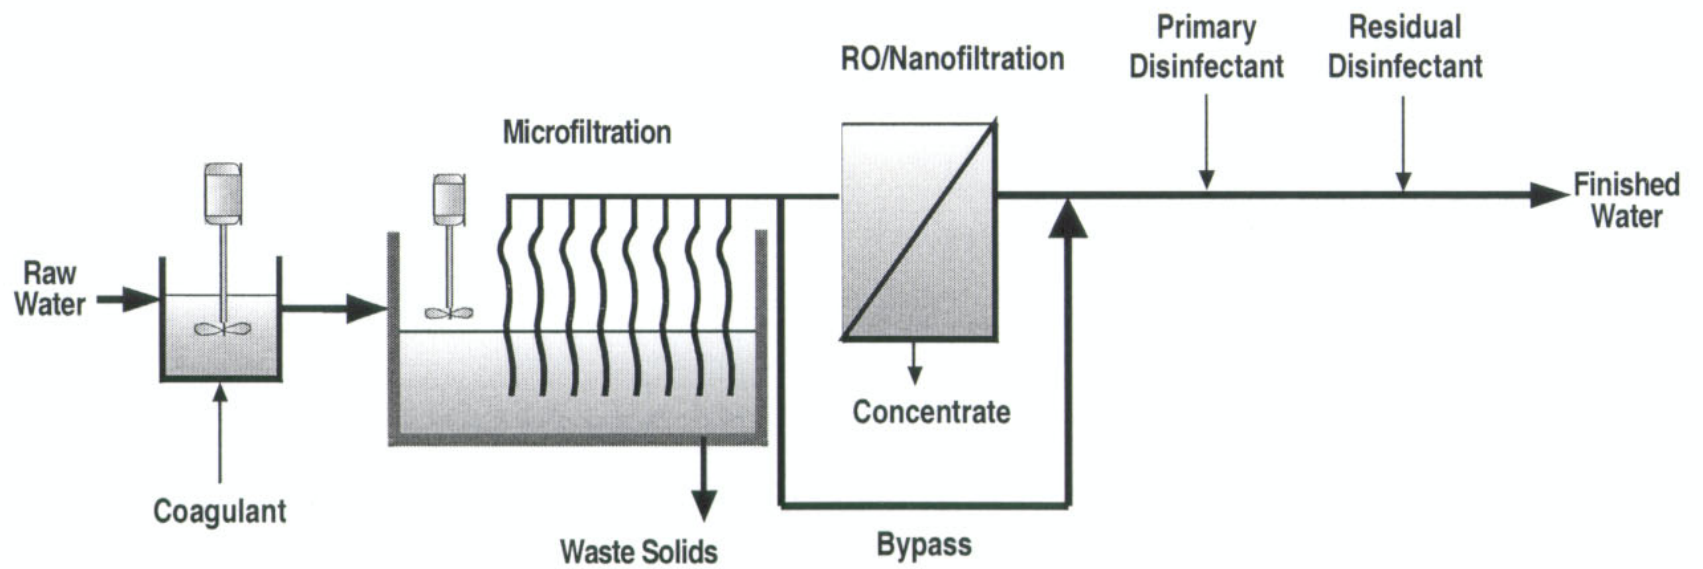 Primary
Disinfectant
Residual
Disinfectant
RO/Nanofiltration
Microfiltration
Raw
Water
Finished
Water
Concentrate
Coagulant
Waste Solids
Bypass